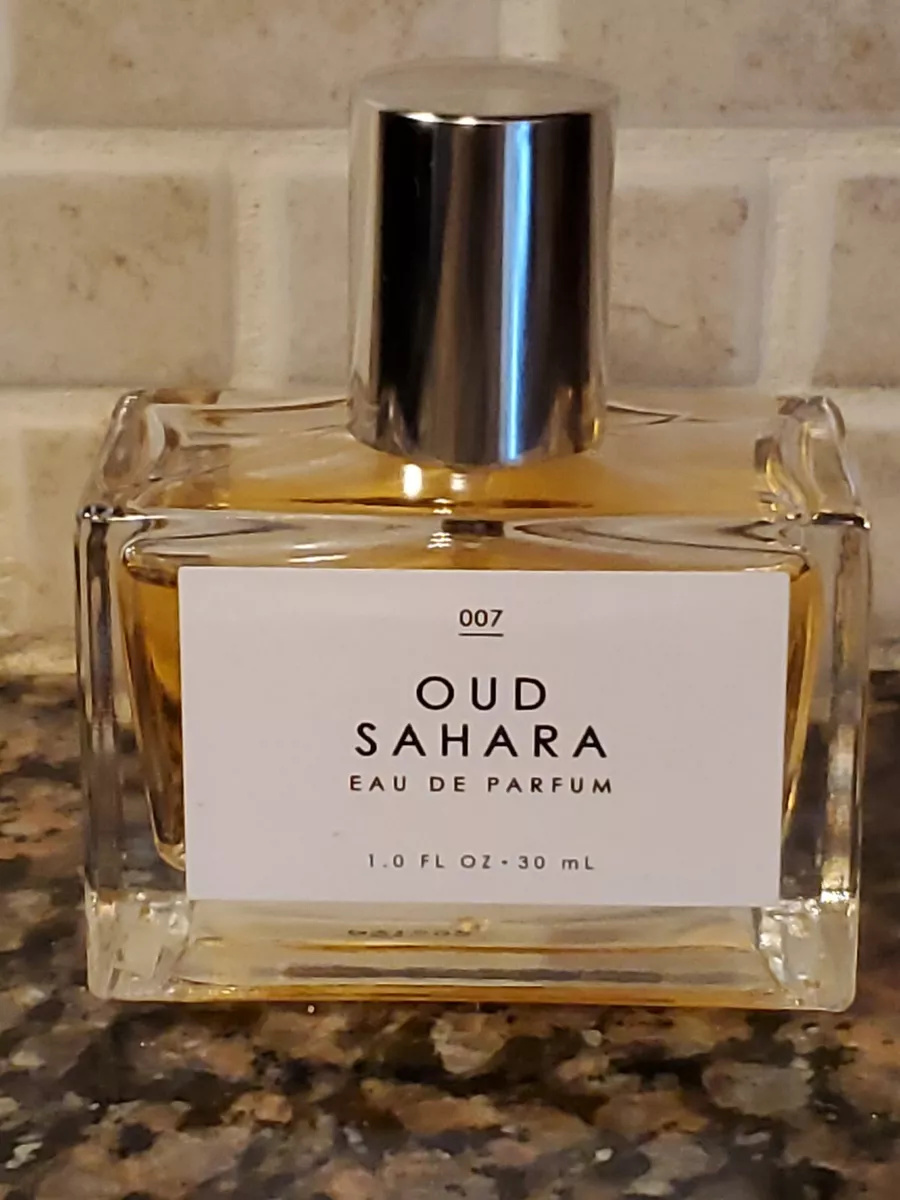 007
OUD
SAHARA
EAU DE PARFUM
1.0 FL OZ • 30 mL